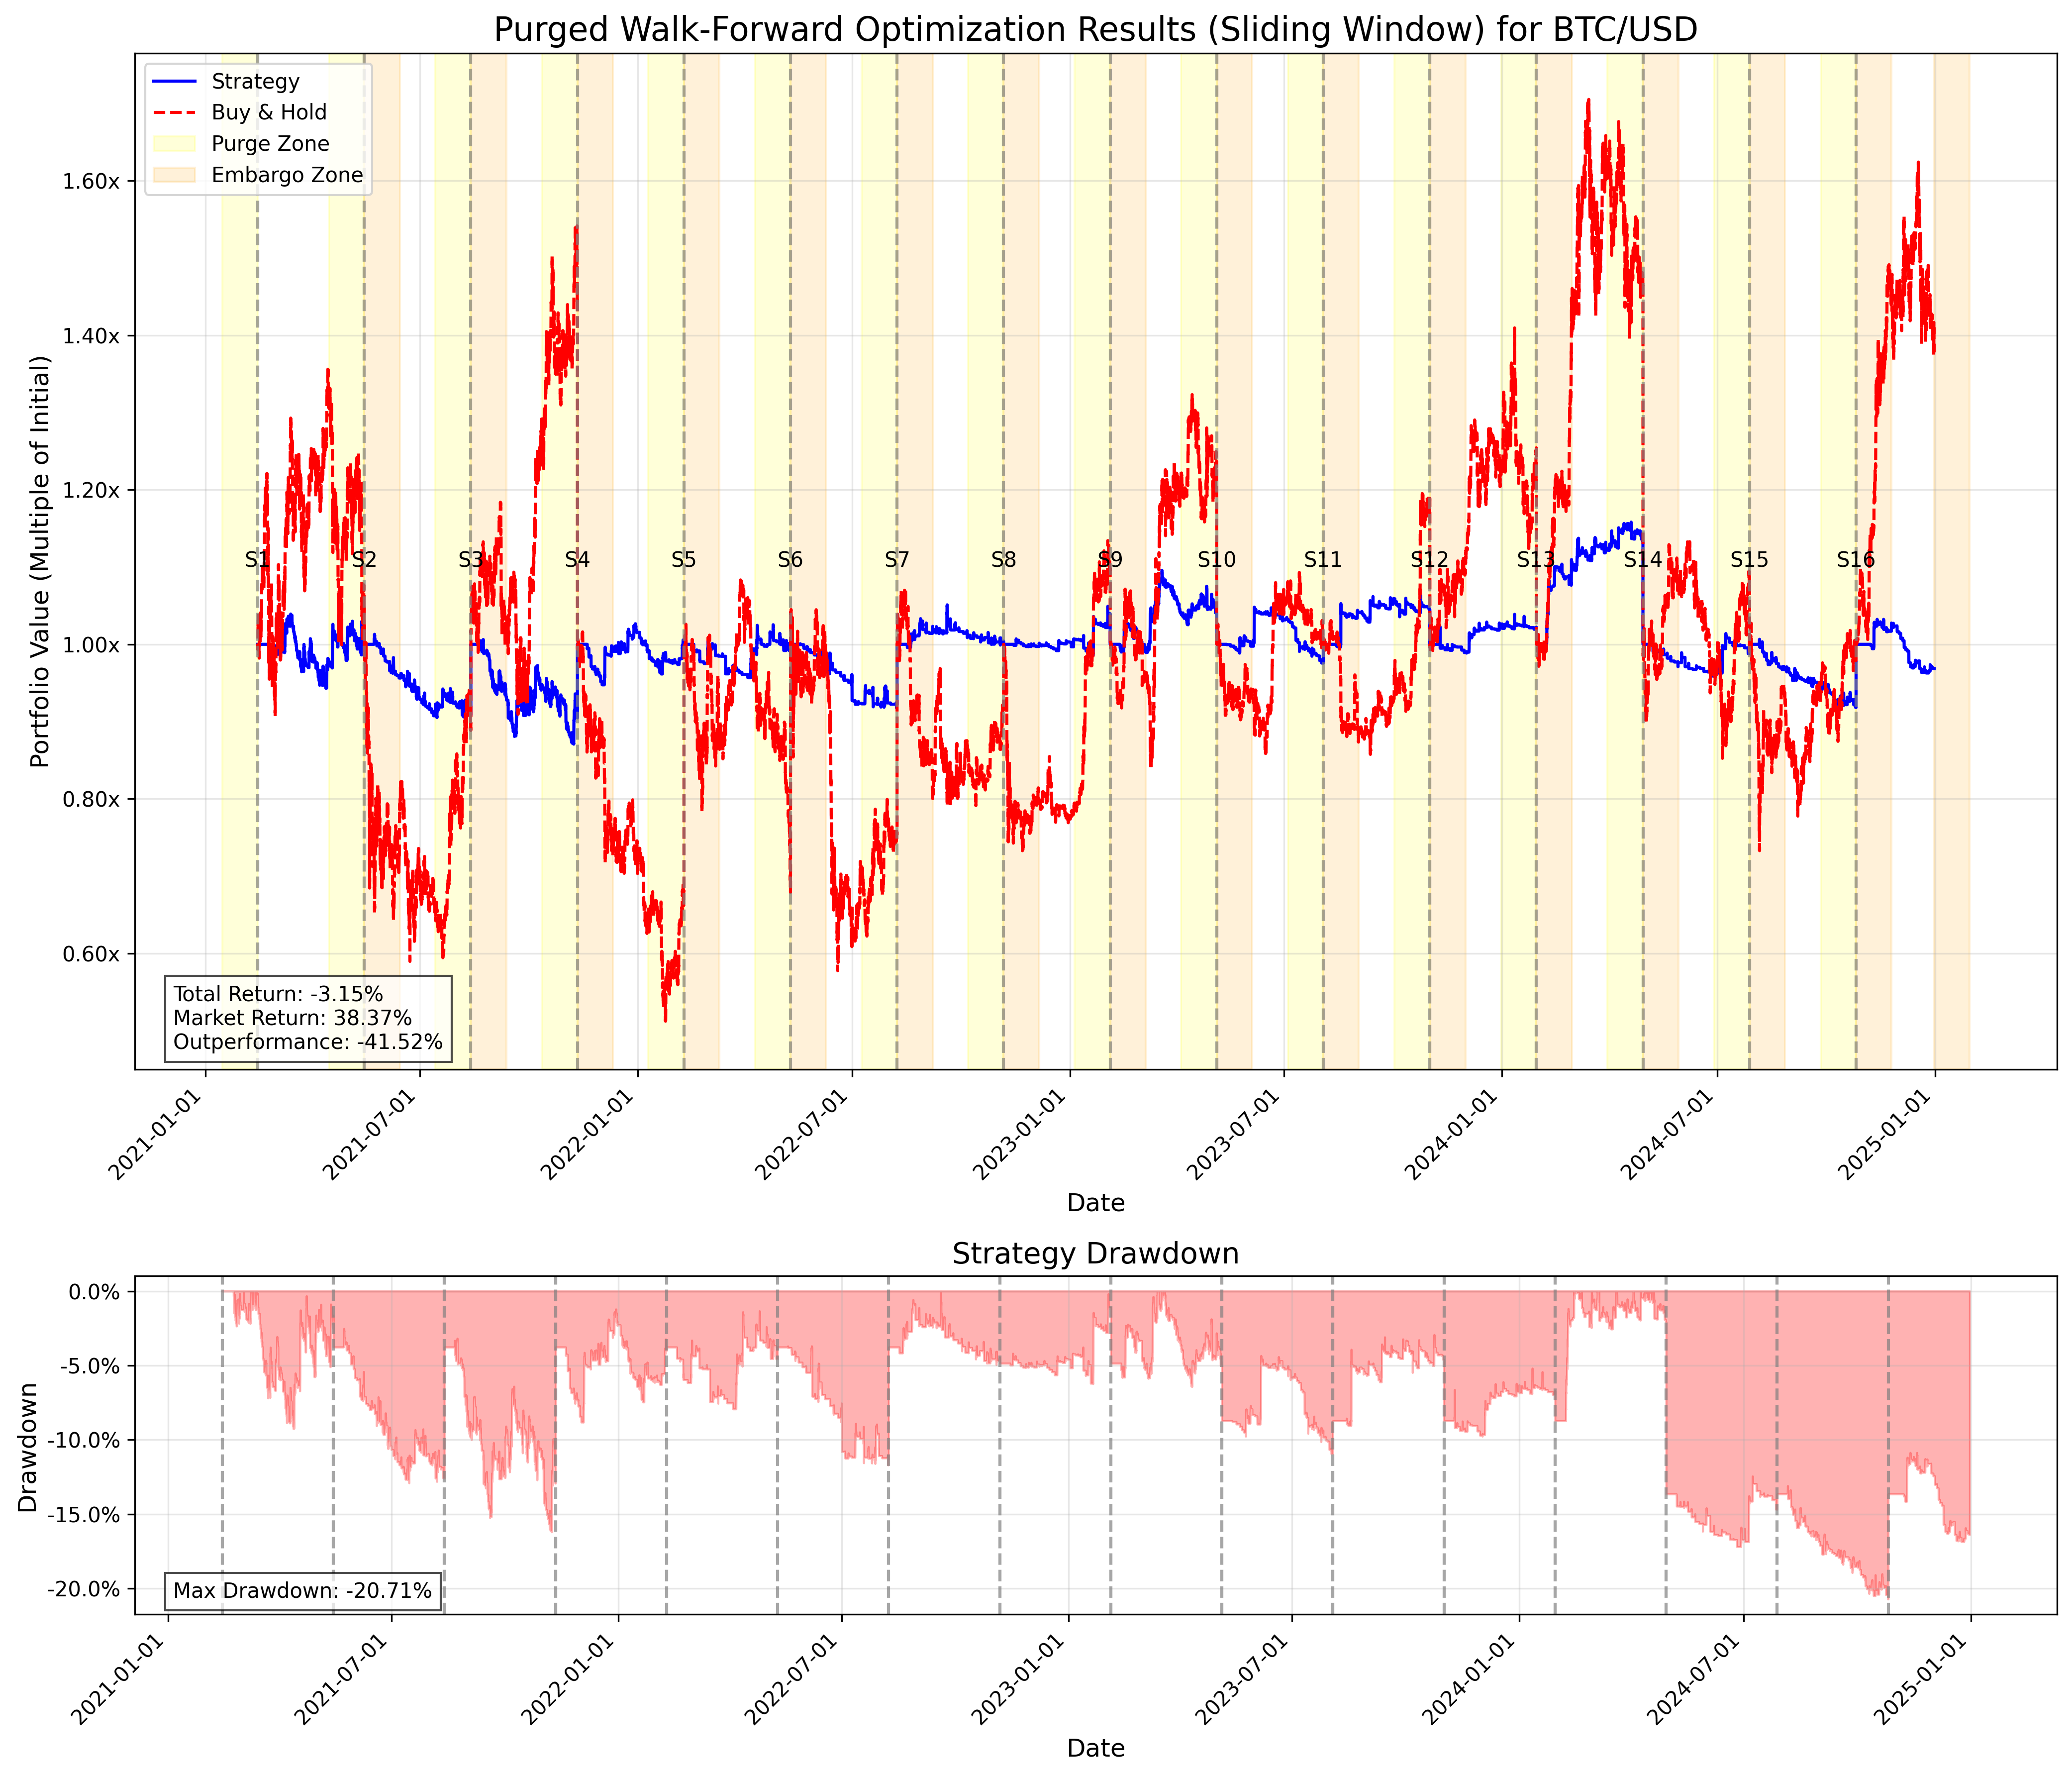 Purged Walk-Forward Optimization Results (Sliding Window) for BTC/USD
Strategy
Buy & Hold
Purge Zone
Embargo Zone
Portfolio Value (Multiple of Initial)
1.60x
1.40x
1.20x
1.00x
0.80x
0.60x
S1 S2 S3 S4 S5 S6 S7 S8 S9 S10 S11 S12 S13 S14 S15 S16
Total Return: -3.15%
Market Return: 38.37%
Outperformance: -41.52%
2021-01-01 2021-07-01 2022-01-01 2022-07-01 2023-01-01 2023-07-01 2024-01-01 2024-07-01 2025-01-01
Date
Strategy Drawdown
Drawdown
0.0%
-5.0%
-10.0%
-15.0%
-20.0%
Max Drawdown: -20.71%
2021-01-01 2021-07-01 2022-01-01 2022-07-01 2023-01-01 2023-07-01 2024-01-01 2024-07-01 2025-01-01
Date